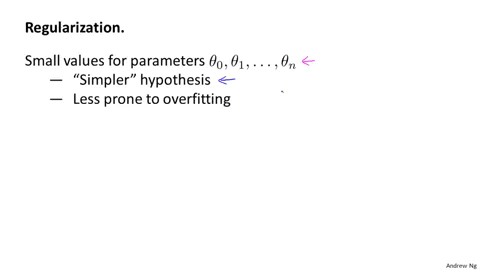 Regularization.
Small values for parameters θ₀, θ₁, . . . , θₙ
— “Simpler” hypothesis
— Less prone to overfitting
Andrew Ng